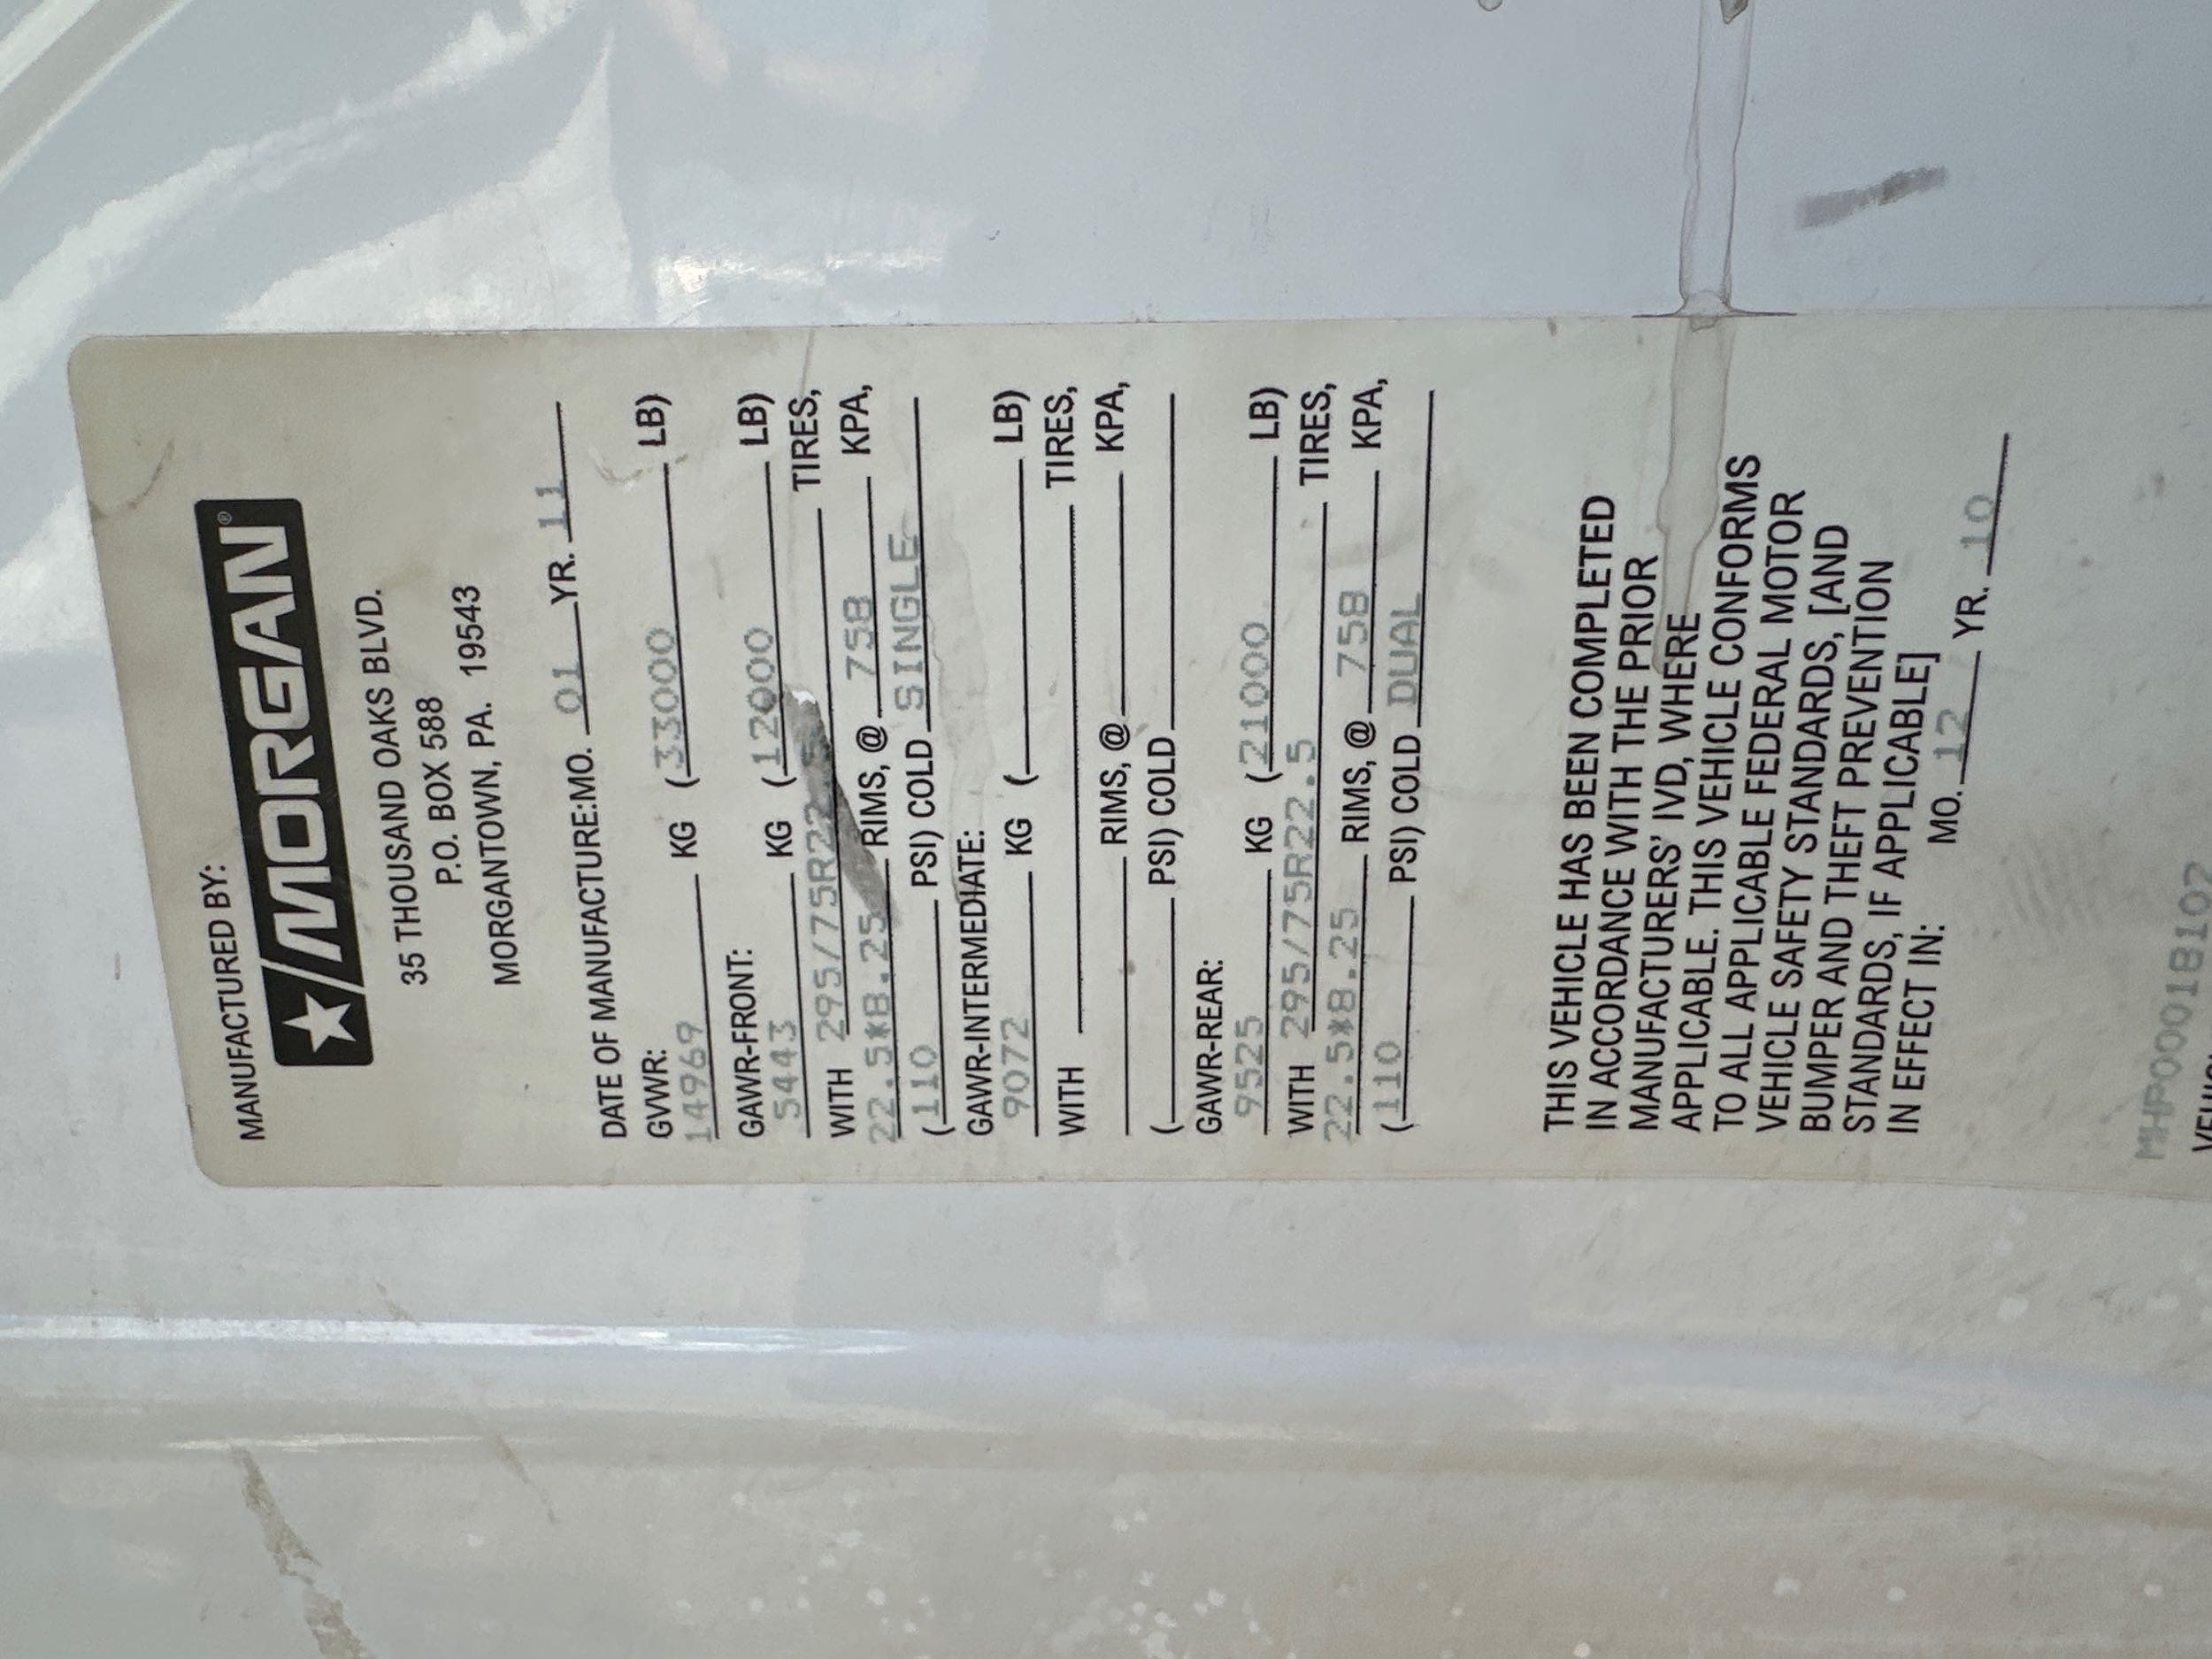 MANUFACTURED BY:
MORGAN®
35 THOUSAND OAKS BLVD.
P.O. BOX 588
MORGANTOWN, PA. 19543
DATE OF MANUFACTURE:MO. 01 YR. 11
GVWR:
14969 KG (33000 LB)
GAWR-FRONT:
5443 KG (12000 LB)
WITH 295/75R22.5 TIRES,
22.5*8.25 RIMS, @ 758 KPA,
(110 PSI) COLD SINGLE
GAWR-INTERMEDIATE:
9072 KG ( LB)
WITH TIRES,
RIMS, @ KPA,
( PSI) COLD
GAWR-REAR:
9525 KG (21000 LB)
WITH 295/75R22.5 TIRES,
22.5*8.25 RIMS, @ 758 KPA,
(110 PSI) COLD DUAL
THIS VEHICLE HAS BEEN COMPLETED
IN ACCORDANCE WITH THE PRIOR
MANUFACTURERS' IVD, WHERE
APPLICABLE. THIS VEHICLE CONFORMS
TO ALL APPLICABLE FEDERAL MOTOR
VEHICLE SAFETY STANDARDS, [AND
BUMPER AND THEFT PREVENTION
STANDARDS, IF APPLICABLE]
IN EFFECT IN: MO. 12 YR. 10